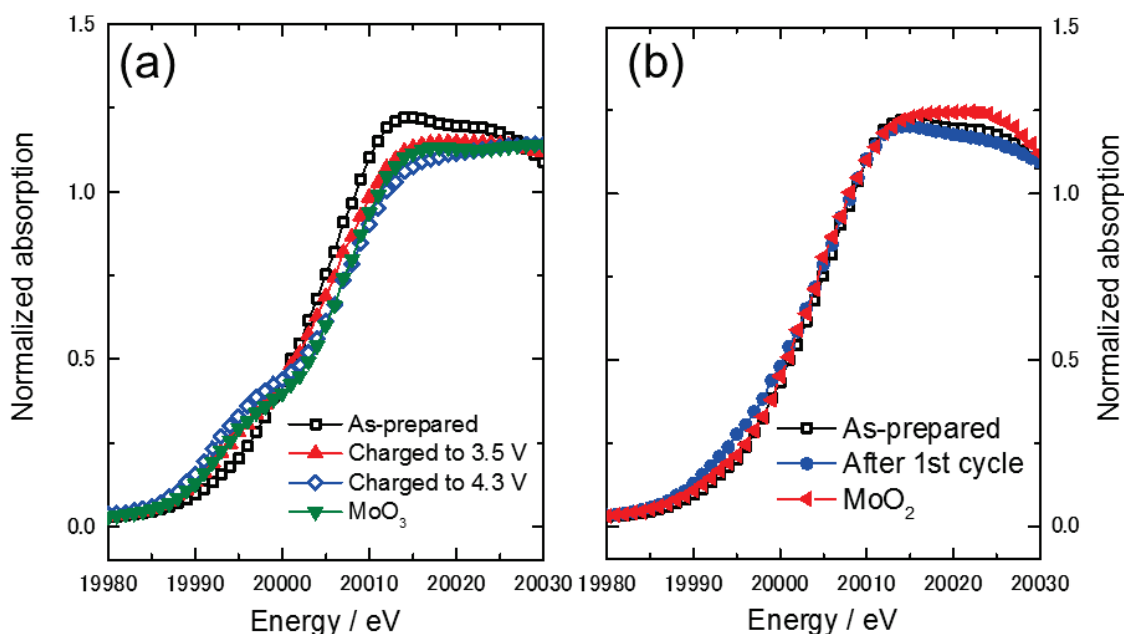 (a)
Normalized absorption
1.5
1.0
0.5
0.0
As-prepared
Charged to 3.5 V
Charged to 4.3 V
MoO₃
19980 19990 20000 20010 20020 20030
Energy / eV
(b)
1.5
1.0
0.5
0.0
Normalized absorption
As-prepared
After 1st cycle
MoO₂
19980 19990 20000 20010 20020 20030
Energy / eV